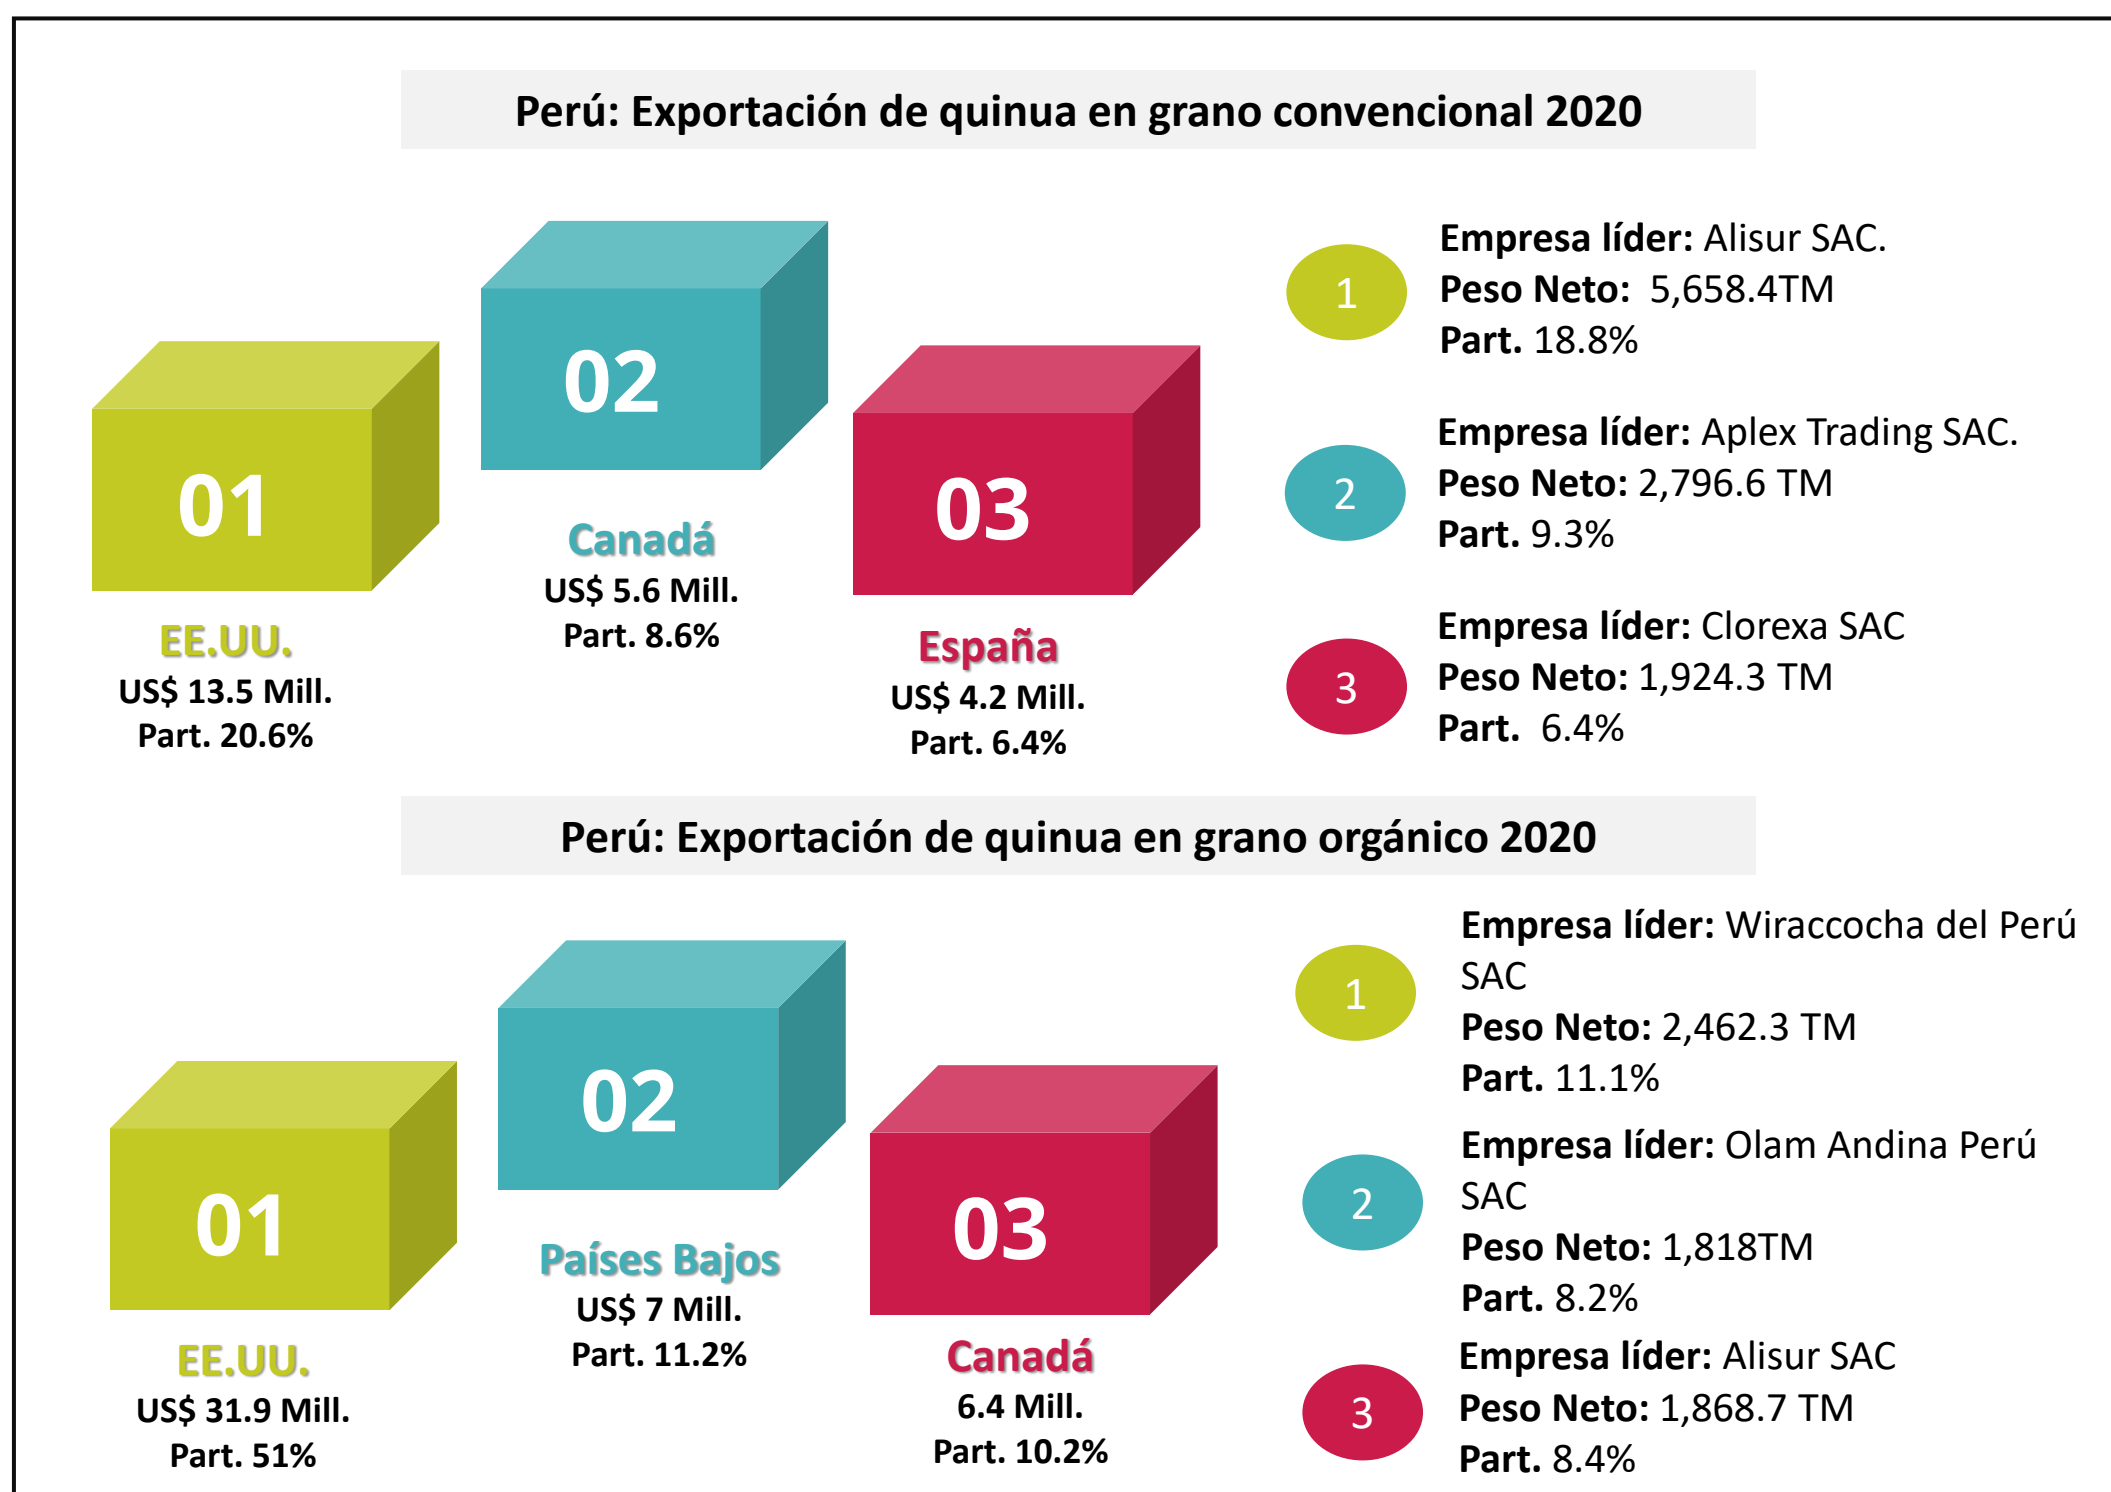 Perú: Exportación de quinua en grano convencional 2020
01
EE.UU.
US$ 13.5 Mill.
Part. 20.6%
02
Canadá
US$ 5.6 Mill.
Part. 8.6%
03
España
US$ 4.2 Mill.
Part. 6.4%
1
Empresa líder: Alisur SAC.
Peso Neto: 5,658.4TM
Part. 18.8%
2
Empresa líder: Aplex Trading SAC.
Peso Neto: 2,796.6 TM
Part. 9.3%
3
Empresa líder: Clorexa SAC
Peso Neto: 1,924.3 TM
Part. 6.4%
Perú: Exportación de quinua en grano orgánico 2020
01
EE.UU.
US$ 31.9 Mill.
Part. 51%
02
Países Bajos
US$ 7 Mill.
Part. 11.2%
03
Canadá
6.4 Mill.
Part. 10.2%
1
Empresa líder: Wiraccocha del Perú
SAC
Peso Neto: 2,462.3 TM
Part. 11.1%
2
Empresa líder: Olam Andina Perú
SAC
Peso Neto: 1,818TM
Part. 8.2%
3
Empresa líder: Alisur SAC
Peso Neto: 1,868.7 TM
Part. 8.4%